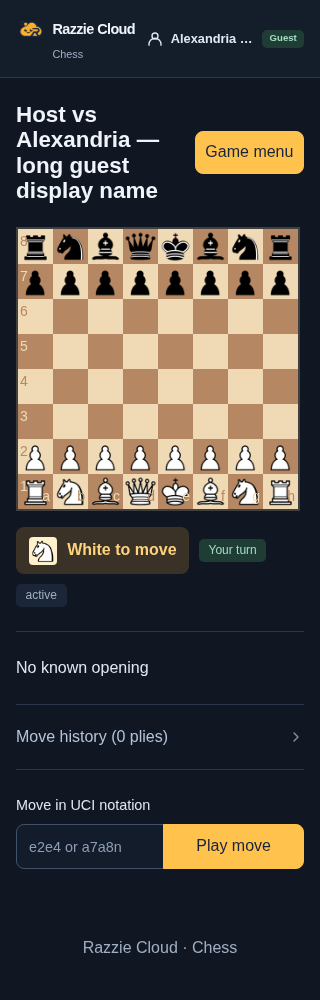 Razzie Cloud
Chess
Alexandria ...
Guest
Host vs
Alexandria —
long guest
display name
Game menu
8
7
6
5
4
3
2
1
a
c
e
f
g
h
White to move
Your turn
active
No known opening
Move history (0 plies)
Move in UCI notation
e2e4 or a7a8n
Play move
Razzie Cloud · Chess